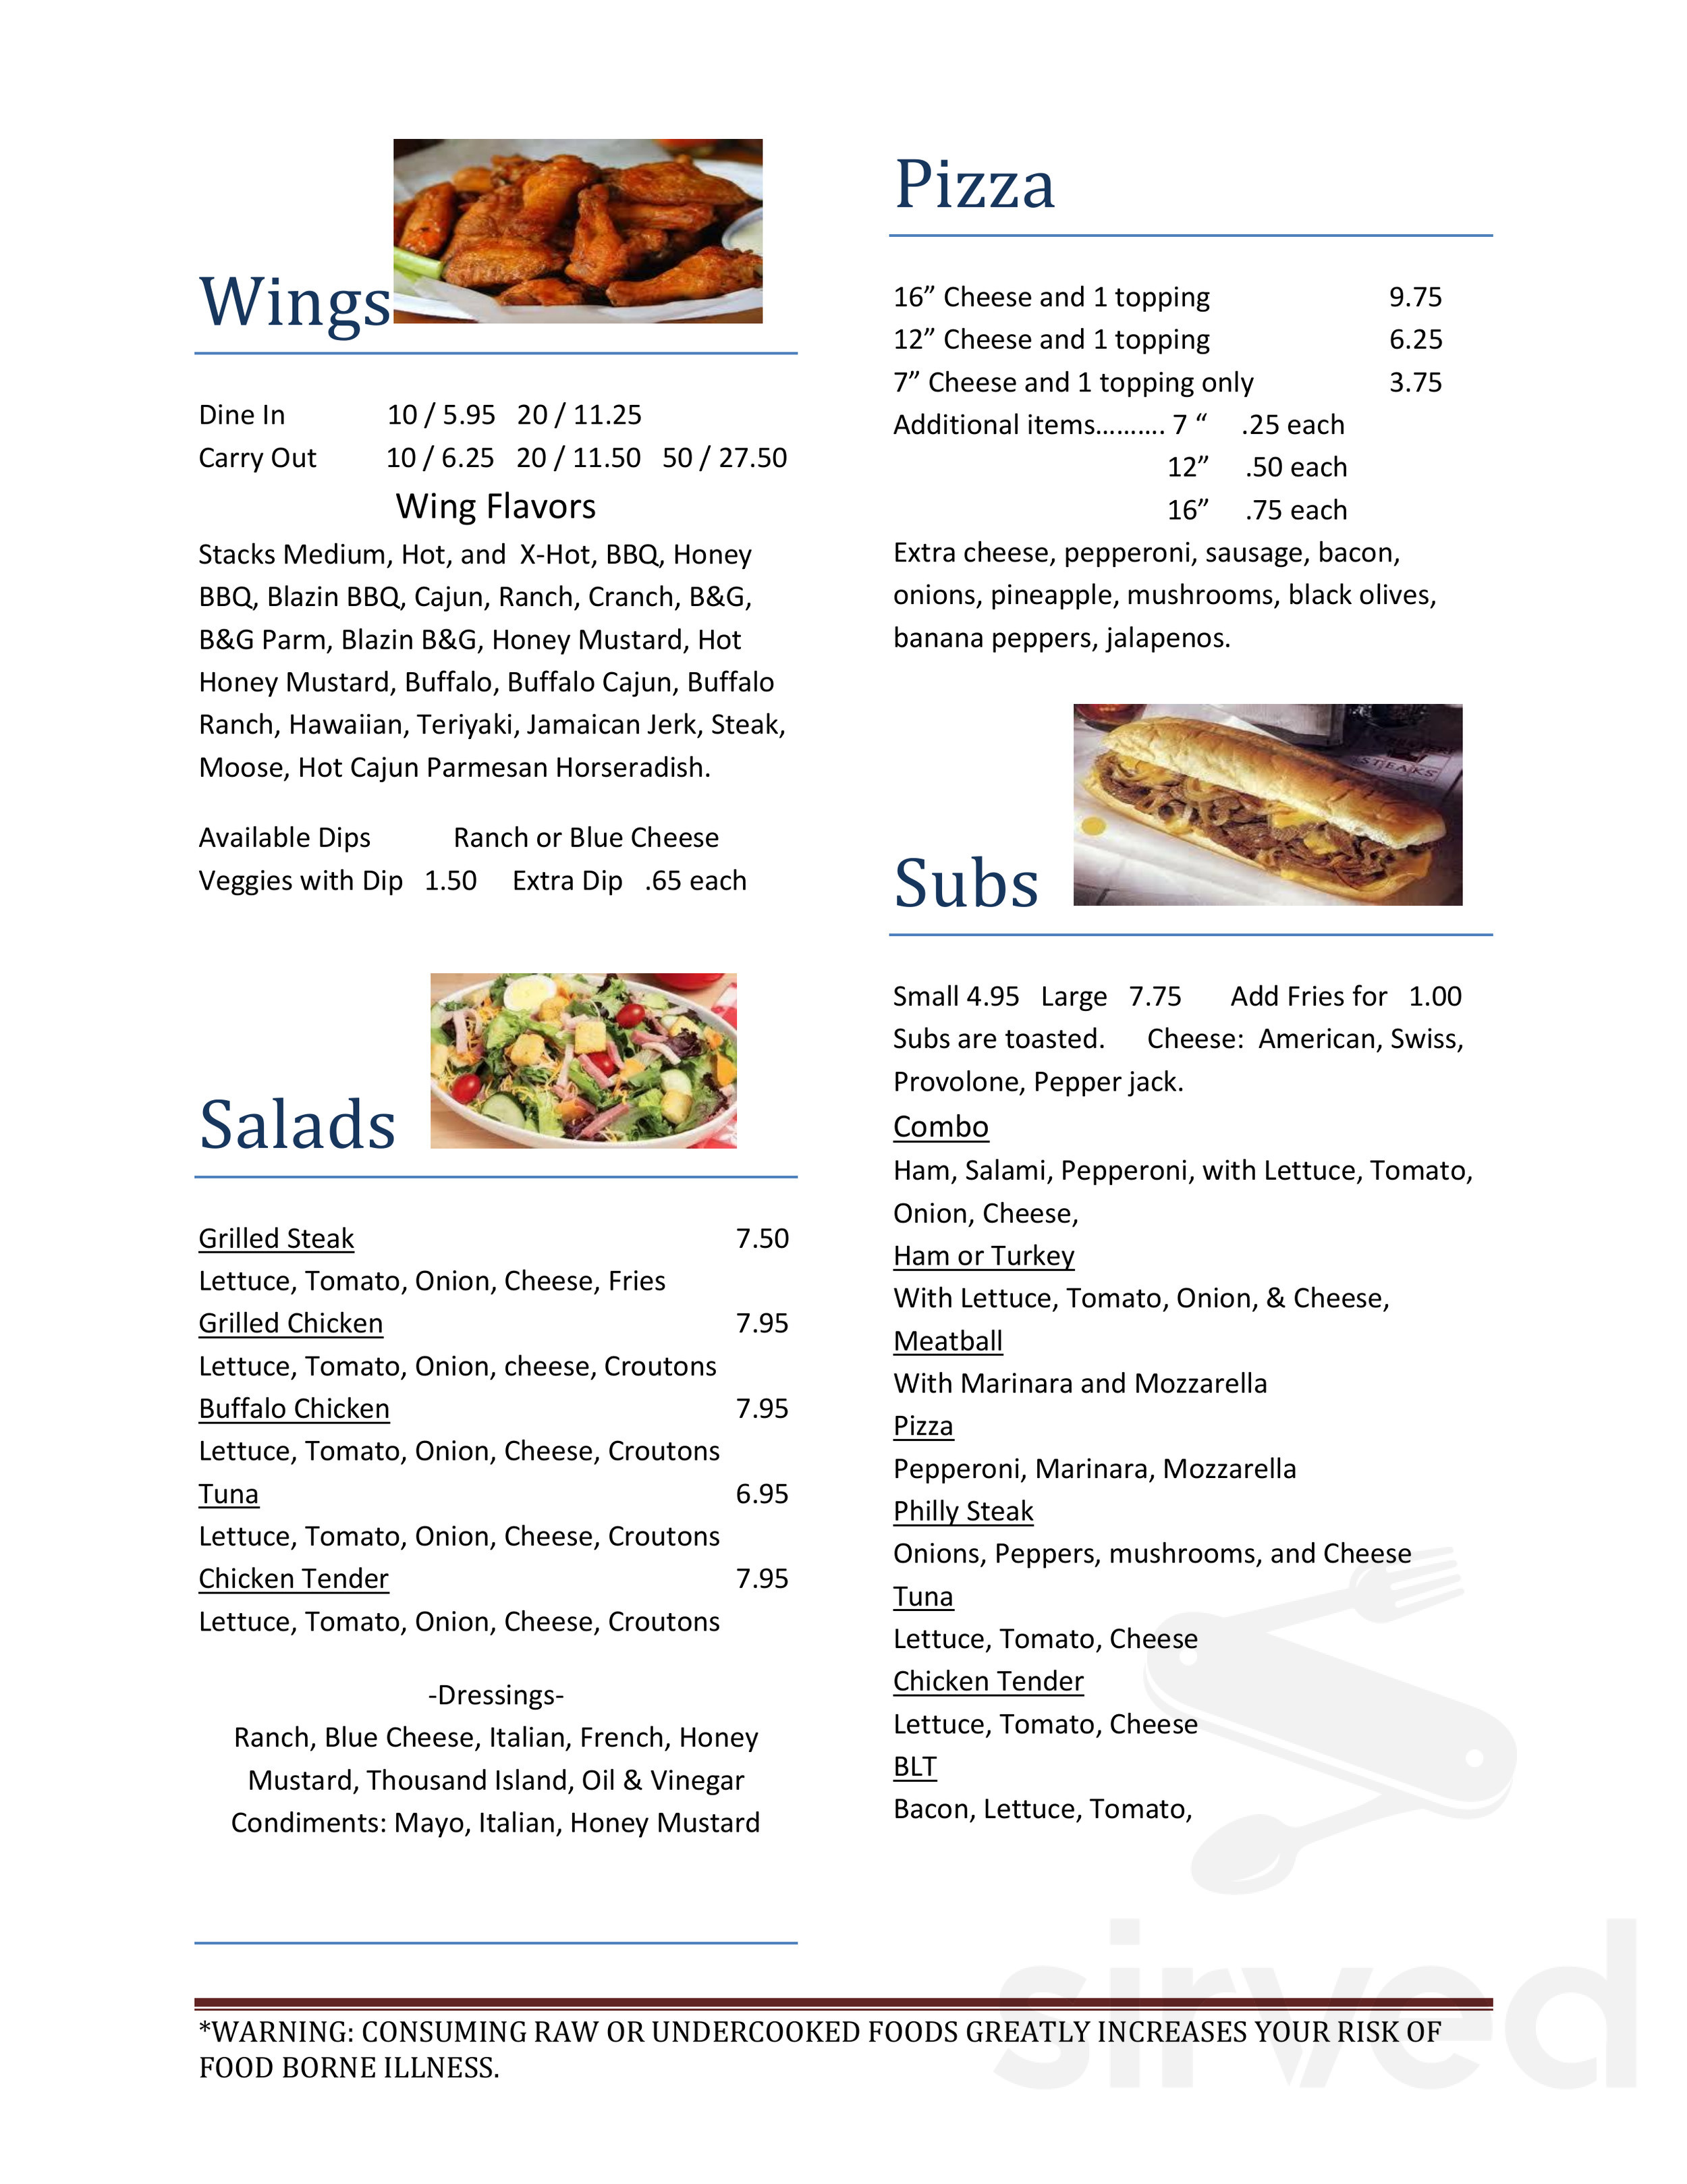 Wings
Dine In 10 / 5.95 20 / 11.25
Carry Out 10 / 6.25 20 / 11.50 50 / 27.50
Wing Flavors
Stacks Medium, Hot, and X-Hot, BBQ, Honey
BBQ, Blazin BBQ, Cajun, Ranch, Cranch, B&G,
B&G Parm, Blazin B&G, Honey Mustard, Hot
Honey Mustard, Buffalo, Buffalo Cajun, Buffalo
Ranch, Hawaiian, Teriyaki, Jamaican Jerk, Steak,
Moose, Hot Cajun Parmesan Horseradish.
Available Dips Ranch or Blue Cheese
Veggies with Dip 1.50 Extra Dip .65 each
Salads
Grilled Steak 7.50
Lettuce, Tomato, Onion, Cheese, Fries
Grilled Chicken 7.95
Lettuce, Tomato, Onion, cheese, Croutons
Buffalo Chicken 7.95
Lettuce, Tomato, Onion, Cheese, Croutons
Tuna 6.95
Lettuce, Tomato, Onion, Cheese, Croutons
Chicken Tender 7.95
Lettuce, Tomato, Onion, Cheese, Croutons
-Dressings-
Ranch, Blue Cheese, Italian, French, Honey
Mustard, Thousand Island, Oil & Vinegar
Condiments: Mayo, Italian, Honey Mustard
Pizza
16” Cheese and 1 topping 9.75
12” Cheese and 1 topping 6.25
7” Cheese and 1 topping only 3.75
Additional items………. 7 “ .25 each
12” .50 each
16” .75 each
Extra cheese, pepperoni, sausage, bacon,
onions, pineapple, mushrooms, black olives,
banana peppers, jalapenos.
STEAKS
Subs
Small 4.95 Large 7.75 Add Fries for 1.00
Subs are toasted. Cheese: American, Swiss,
Provolone, Pepper jack.
Combo
Ham, Salami, Pepperoni, with Lettuce, Tomato,
Onion, Cheese,
Ham or Turkey
With Lettuce, Tomato, Onion, & Cheese,
Meatball
With Marinara and Mozzarella
Pizza
Pepperoni, Marinara, Mozzarella
Philly Steak
Onions, Peppers, mushrooms, and Cheese
Tuna
Lettuce, Tomato, Cheese
Chicken Tender
Lettuce, Tomato, Cheese
BLT
Bacon, Lettuce, Tomato,
sirved
*WARNING: CONSUMING RAW OR UNDERCOOKED FOODS GREATLY INCREASES YOUR RISK OF
FOOD BORNE ILLNESS.